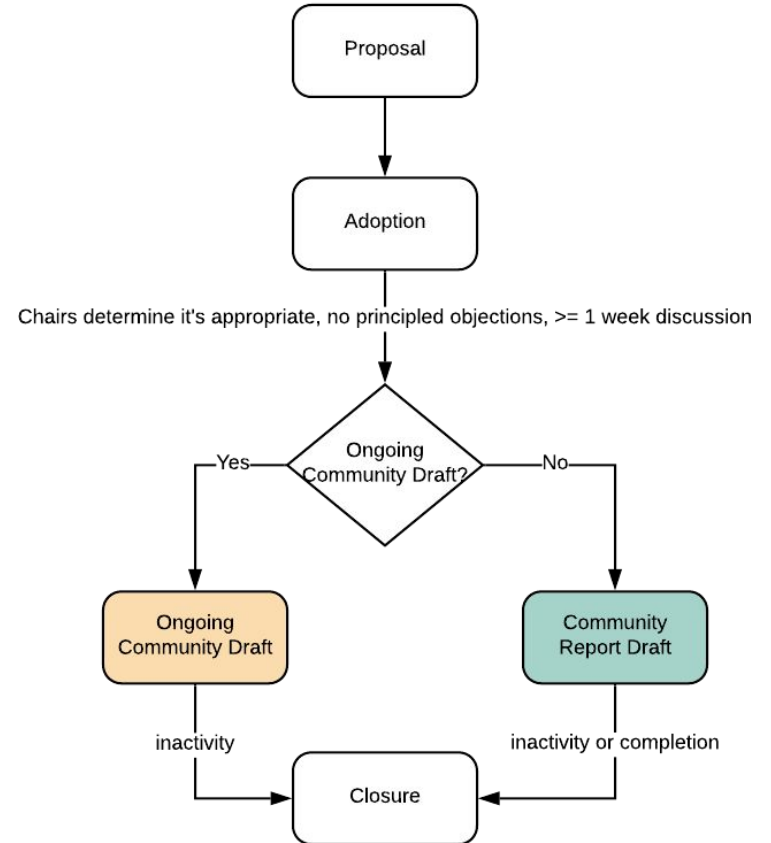 Proposal
Adoption
Chairs determine it's appropriate, no principled objections, >= 1 week discussion
Ongoing
Community Draft?
Yes
No
Ongoing
Community Draft
Community
Report Draft
inactivity
inactivity or completion
Closure